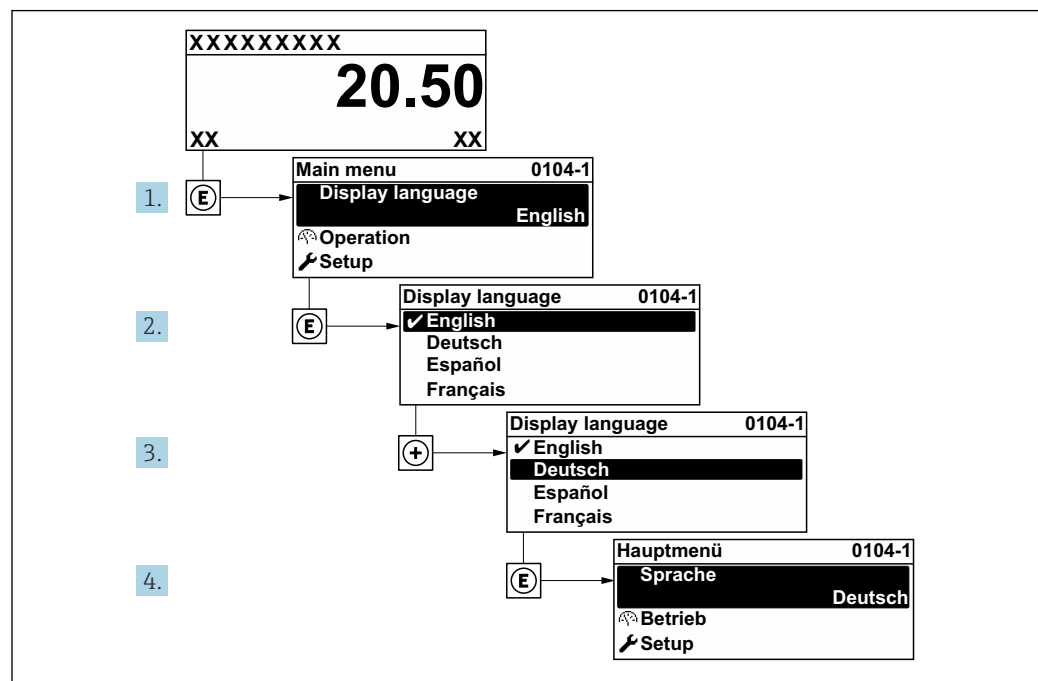 XXXXXXXXX
20.50
XX XX
1. E
Main menu 0104-1
Display language
English
Operation
Setup
2. E
Display language 0104-1
✔English
Deutsch
Español
Français
3. +
Display language 0104-1
✔English
Deutsch
Español
Français
4. E
Hauptmenü 0104-1
Sprache
Deutsch
Betrieb
Setup